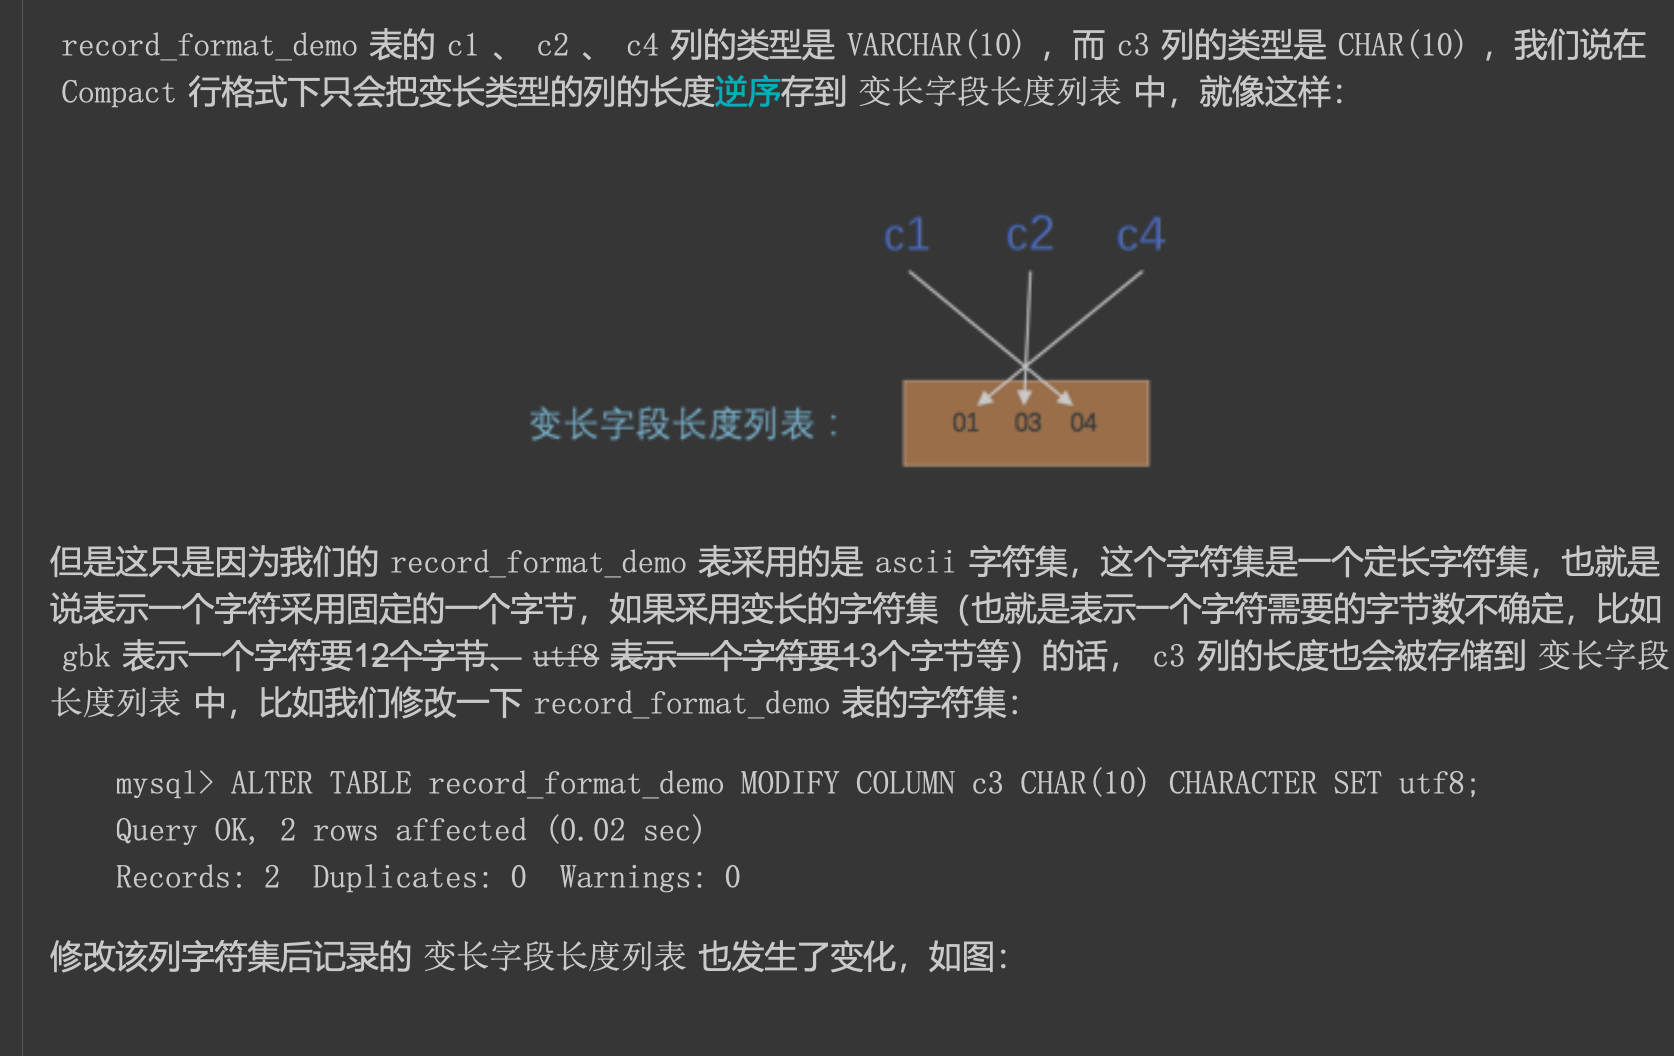 record_format_demo 表的 c1 、 c2 、 c4 列的类型是 VARCHAR(10) ，而 c3 列的类型是 CHAR(10) ，我们说在
Compact 行格式下只会把变长类型的列的长度逆序存到 变长字段长度列表 中，就像这样：
c1 c2 c4
变长字段长度列表：
01 03 04
但是这只是因为我们的 record_format_demo 表采用的是 ascii 字符集，这个字符集是一个定长字符集，也就是
说表示一个字符采用固定的一个字节，如果采用变长的字符集（也就是表示一个字符需要的字节数不确定，比如
gbk 表示一个字符要12个字节、 utf8 表示一个字符要13个字节等）的话， c3 列的长度也会被存储到 变长字段
长度列表 中，比如我们修改一下 record_format_demo 表的字符集：
mysql> ALTER TABLE record_format_demo MODIFY COLUMN c3 CHAR(10) CHARACTER SET utf8;
Query OK, 2 rows affected (0.02 sec)
Records: 2  Duplicates: 0  Warnings: 0
修改该列字符集后记录的 变长字段长度列表 也发生了变化，如图：